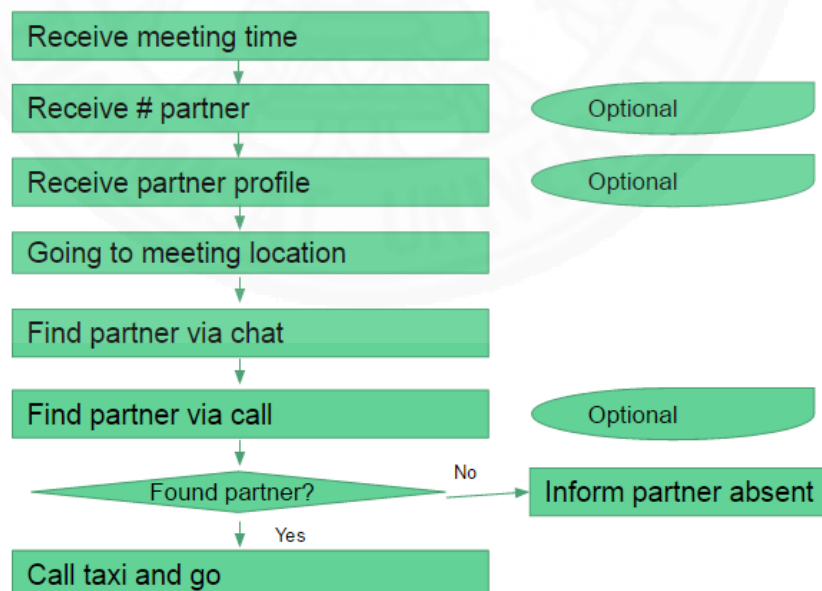 Receive meeting time
Receive # partner
Optional
Receive partner profile
Optional
Going to meeting location
Find partner via chat
Find partner via call
Optional
Found partner?
No
Inform partner absent
Yes
Call taxi and go